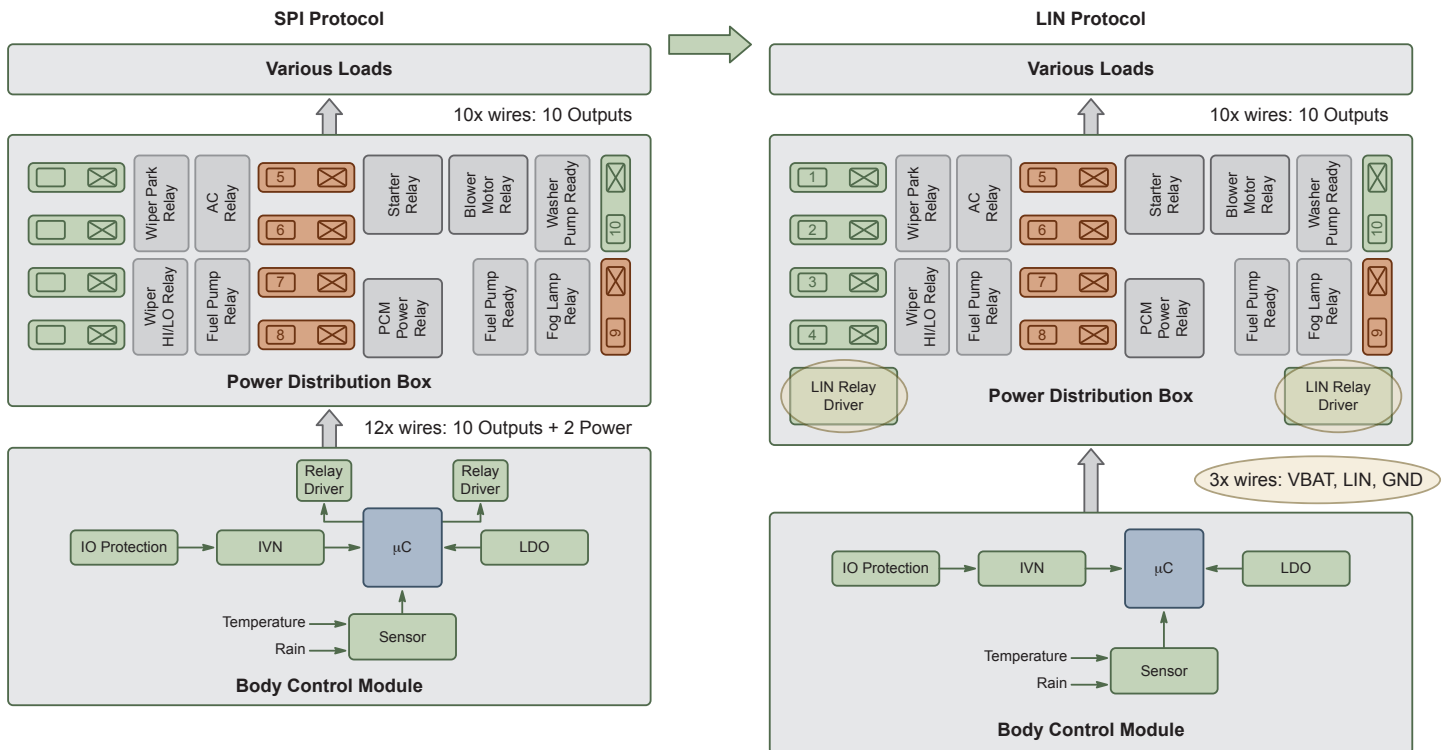 SPI Protocol
Various Loads
10x wires: 10 Outputs
Wiper Park
Relay
AC
Relay
5
6
Starter
Relay
Blower
Motor
Relay
Washer
Pump Ready
10
Wiper
HI/LO Relay
Fuel Pump
Relay
7
8
PCM
Power
Relay
Fuel Pump
Ready
Fog Lamp
Relay
9
Power Distribution Box
12x wires: 10 Outputs + 2 Power
Relay
Driver
Relay
Driver
IO Protection
IVN
μC
LDO
Temperature
Rain
Sensor
Body Control Module
LIN Protocol
Various Loads
10x wires: 10 Outputs
1
2
Wiper Park
Relay
AC
Relay
5
6
Starter
Relay
Blower
Motor
Relay
Washer
Pump Ready
10
3
4
Wiper
HI/LO Relay
Fuel Pump
Relay
7
8
PCM
Power
Relay
Fuel Pump
Ready
Fog Lamp
Relay
9
LIN Relay
Driver
Power Distribution Box
LIN Relay
Driver
3x wires: VBAT, LIN, GND
IO Protection
IVN
μC
LDO
Temperature
Rain
Sensor
Body Control Module